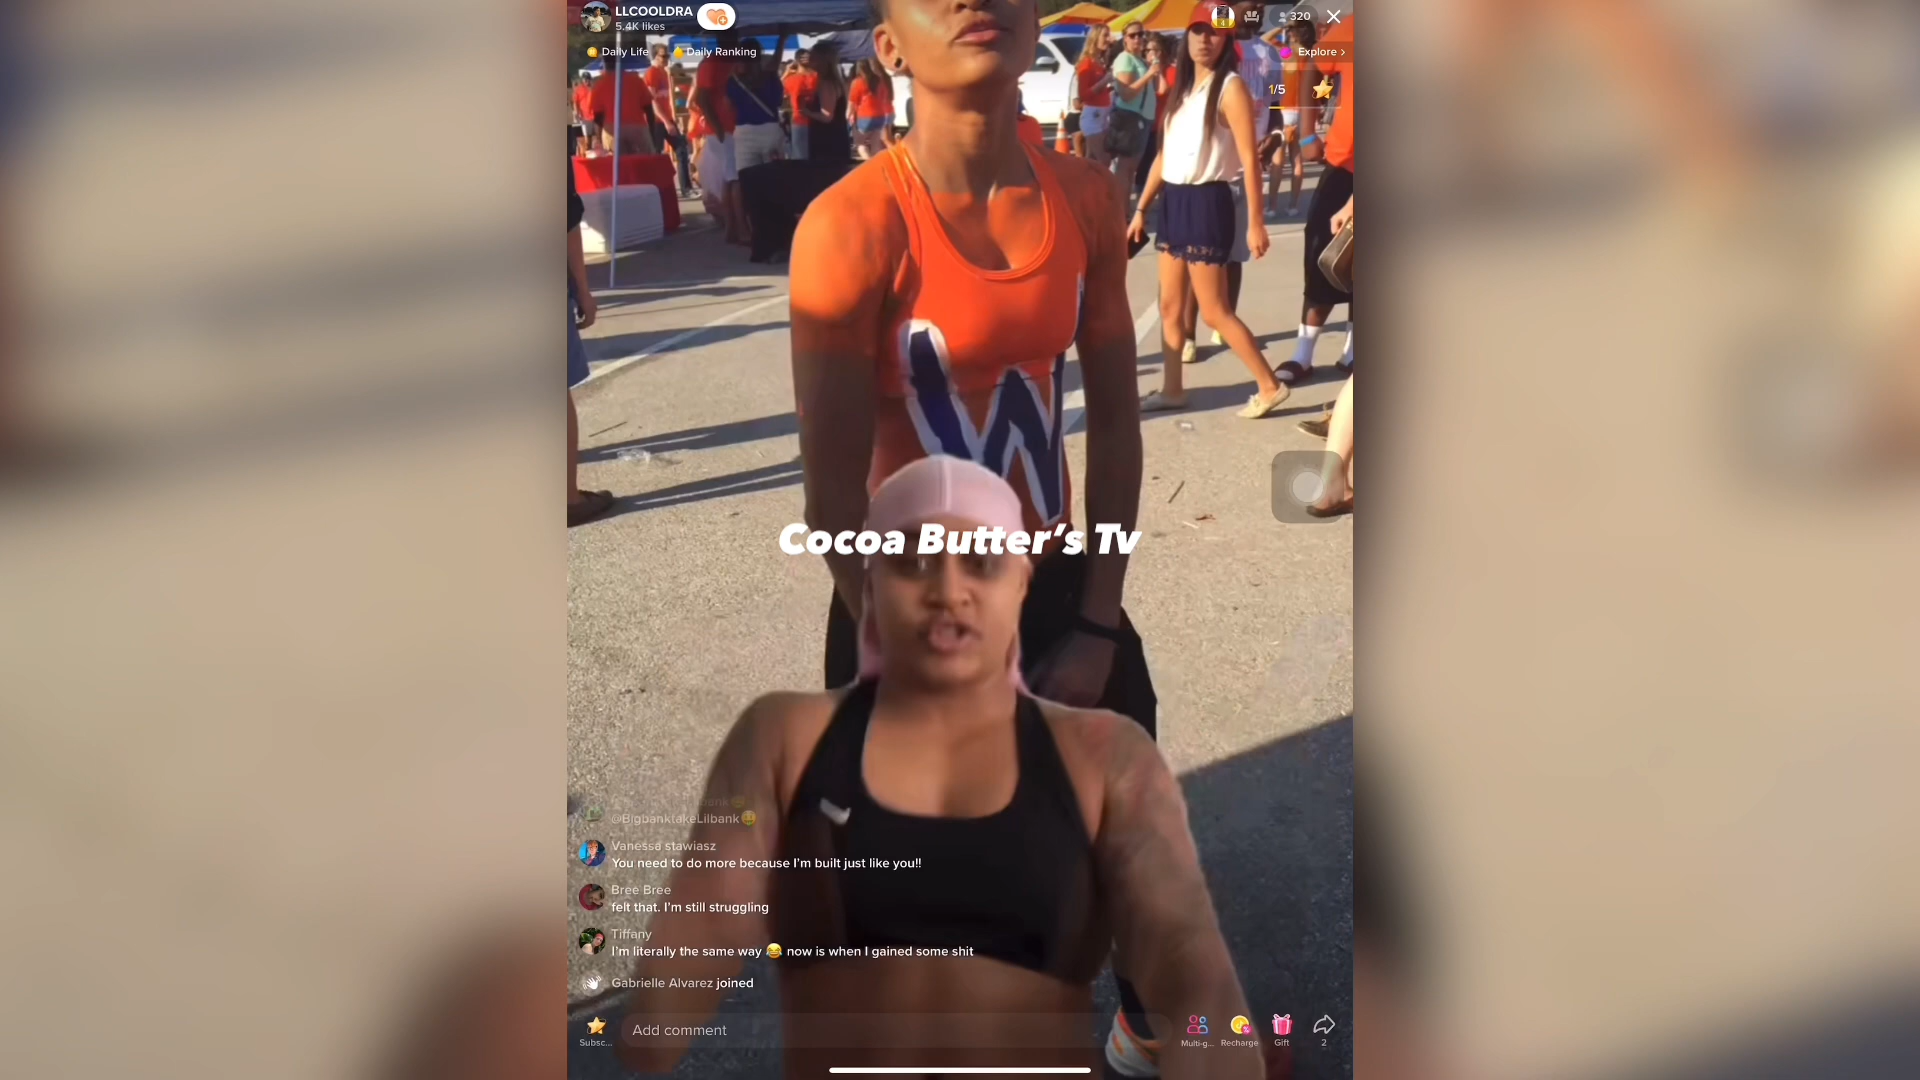 LLCOOLDRA
5.4K likes
320
Daily Life
Daily Ranking
Explore >
1/5
W
Cocoa Butter's Tv
@BigbanktakeLilbank🤑
Vanessa stawiasz
You need to do more because I'm built just like you!!
Bree Bree
felt that. I'm still struggling
Tiffany
I'm literally the same way 😂 now is when I gained some shit
Gabrielle Alvarez joined
Add comment
Subsc...
Multi-g...
Recharge
Gift
2